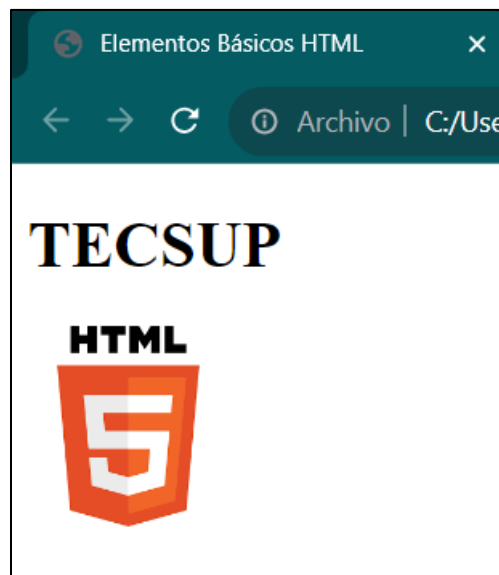 Elementos Básicos HTML
Archivo | C:/Use
TECSUP
HTML
5